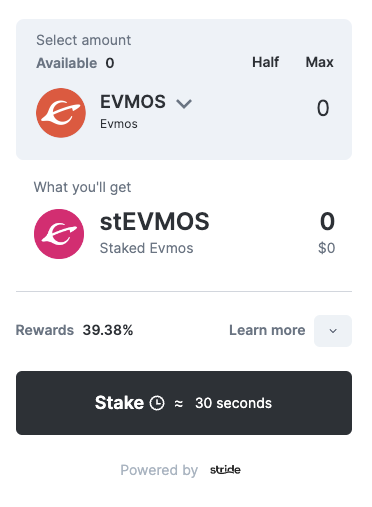 Select amount
Available 0 Half Max
EVMOS 0
Evmos
What you'll get
stEVMOS 0
Staked Evmos $0
Rewards 39.38% Learn more
Stake ≈ 30 seconds
Powered by stride